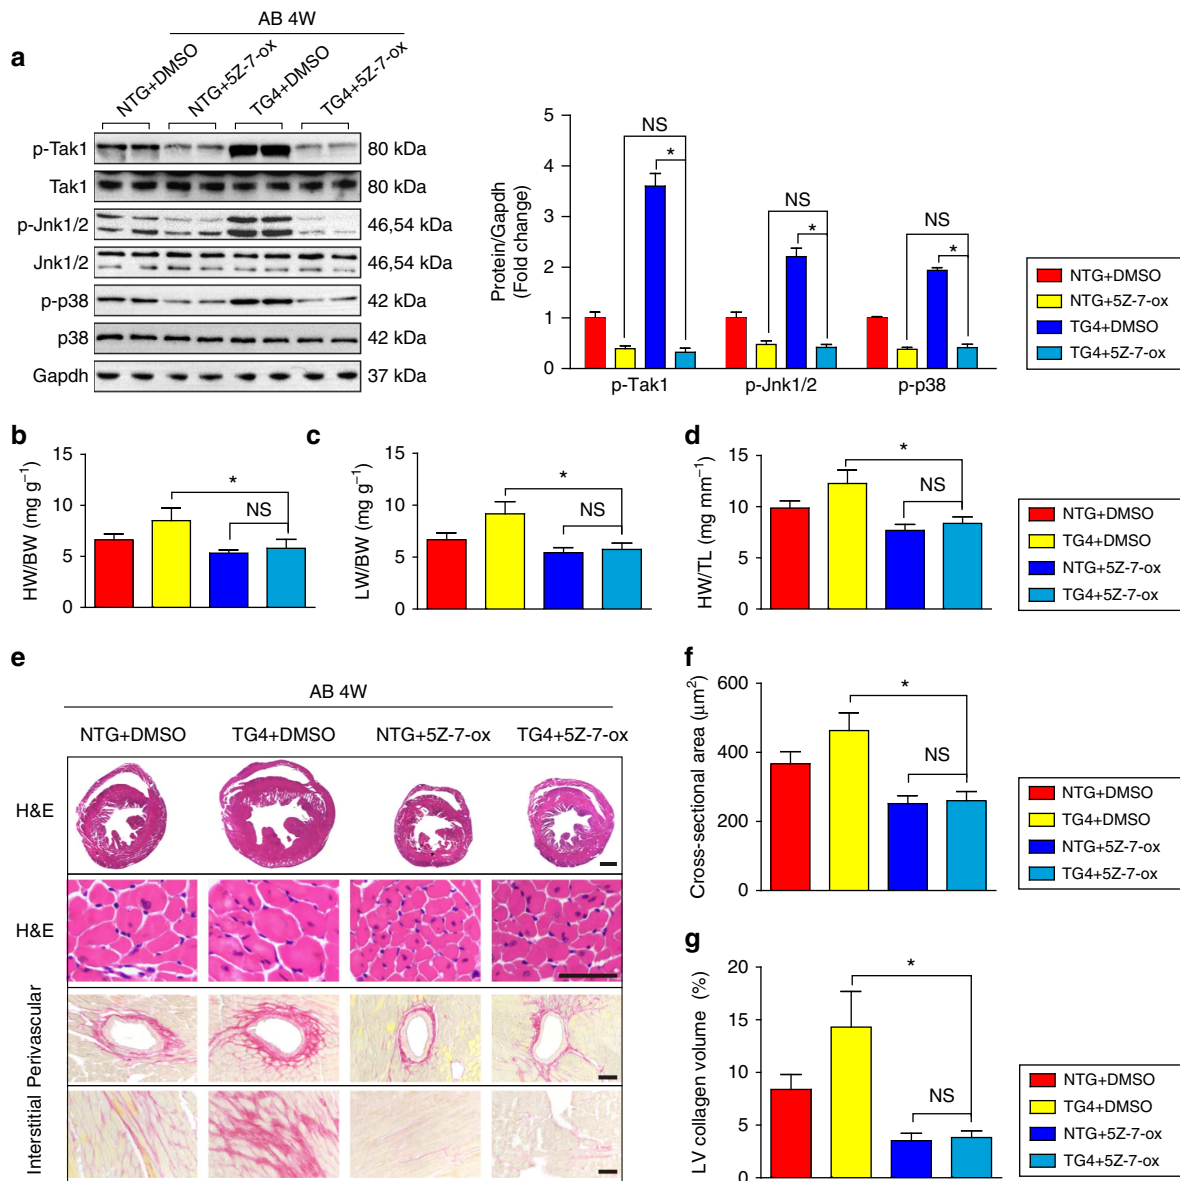 a
AB 4W
NTG+DMSO
NTG+5Z-7-ox
TG4+DMSO
TG4+5Z-7-ox
p-Tak1 80 kDa
Tak1 80 kDa
p-Jnk1/2 46,54 kDa
Jnk1/2 46,54 kDa
p-p38 42 kDa
p38 42 kDa
Gapdh 37 kDa
Protein/Gapdh
(Fold change)
5
4
3
2
1
0
NS
*
NS
*
NS
*
p-Tak1 p-Jnk1/2 p-p38
NTG+DMSO
NTG+5Z-7-ox
TG4+DMSO
TG4+5Z-7-ox
b
HW/BW (mg g⁻¹)
15
10
5
0
*
NS
c
LW/BW (mg g⁻¹)
15
10
5
0
*
NS
d
HW/TL (mg mm⁻¹)
15
10
5
0
*
NS
NTG+DMSO
TG4+DMSO
NTG+5Z-7-ox
TG4+5Z-7-ox
e
AB 4W
NTG+DMSO TG4+DMSO NTG+5Z-7-ox TG4+5Z-7-ox
H&E
H&E
Perivascular
Interstitial
f
Cross-sectional area (μm²)
600
400
200
0
*
NS
NTG+DMSO
TG4+DMSO
NTG+5Z-7-ox
TG4+5Z-7-ox
g
LV collagen volume (%)
20
15
10
5
0
*
NS
NTG+DMSO
TG4+DMSO
NTG+5Z-7-ox
TG4+5Z-7-ox